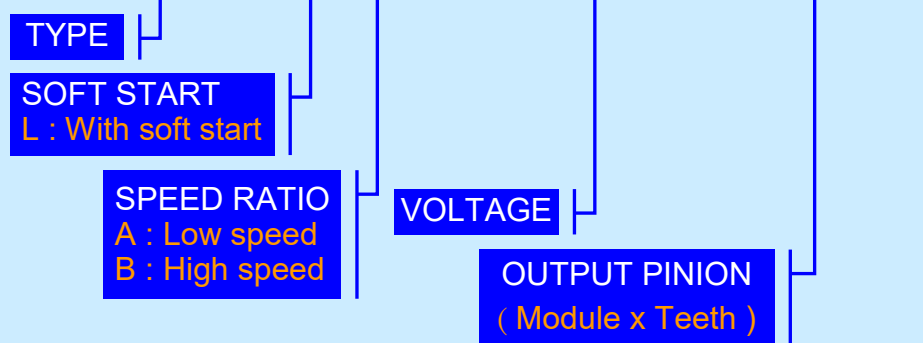 TYPE
SOFT START
L : With soft start
SPEED RATIO
A : Low speed
B : High speed
VOLTAGE
OUTPUT PINION
( Module x Teeth )